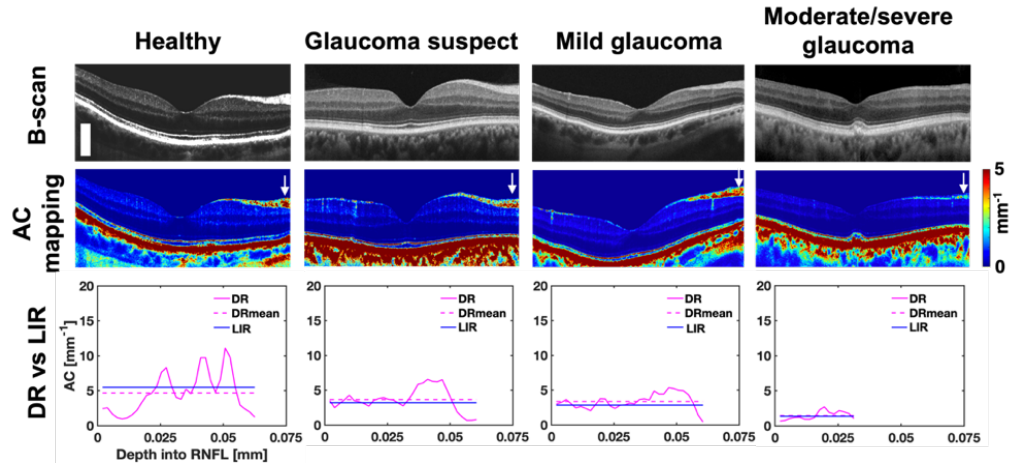 Healthy
Glaucoma suspect
Mild glaucoma
Moderate/severe
glaucoma
B-scan
AC
mapping
5
mm-1
0
DR vs LIR
AC [mm-1]
20
15
10
5
0
DR
DRmean
LIR
0 0.025 0.05 0.075
Depth into RNFL [mm]
20
15
10
5
0
DR
DRmean
LIR
0 0.025 0.05 0.075
20
15
10
5
0
DR
DRmean
LIR
0 0.025 0.05 0.075
20
15
10
5
0
DR
DRmean
LIR
0 0.025 0.05 0.075